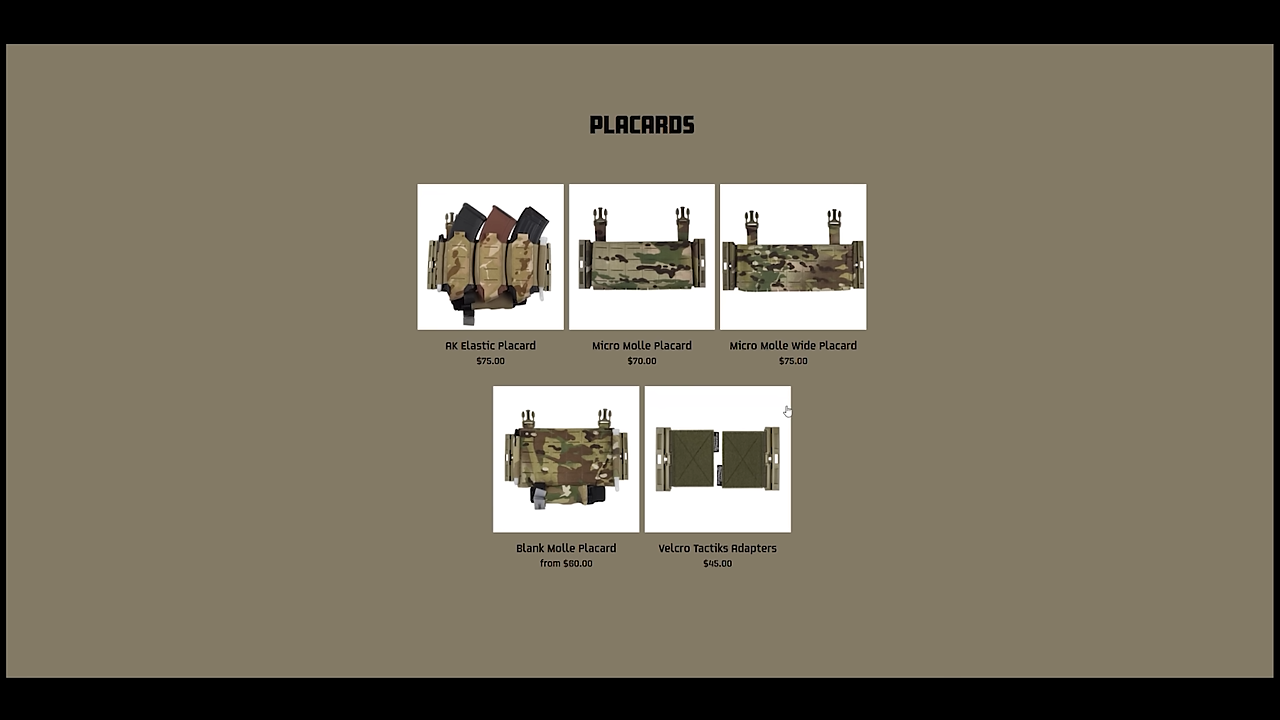 PLACARDS
AK Elastic Placard
$75.00
Micro Molle Placard
$70.00
Micro Molle Wide Placard
$75.00
Blank Molle Placard
from $60.00
Velcro Tactiks Adapters
$45.00